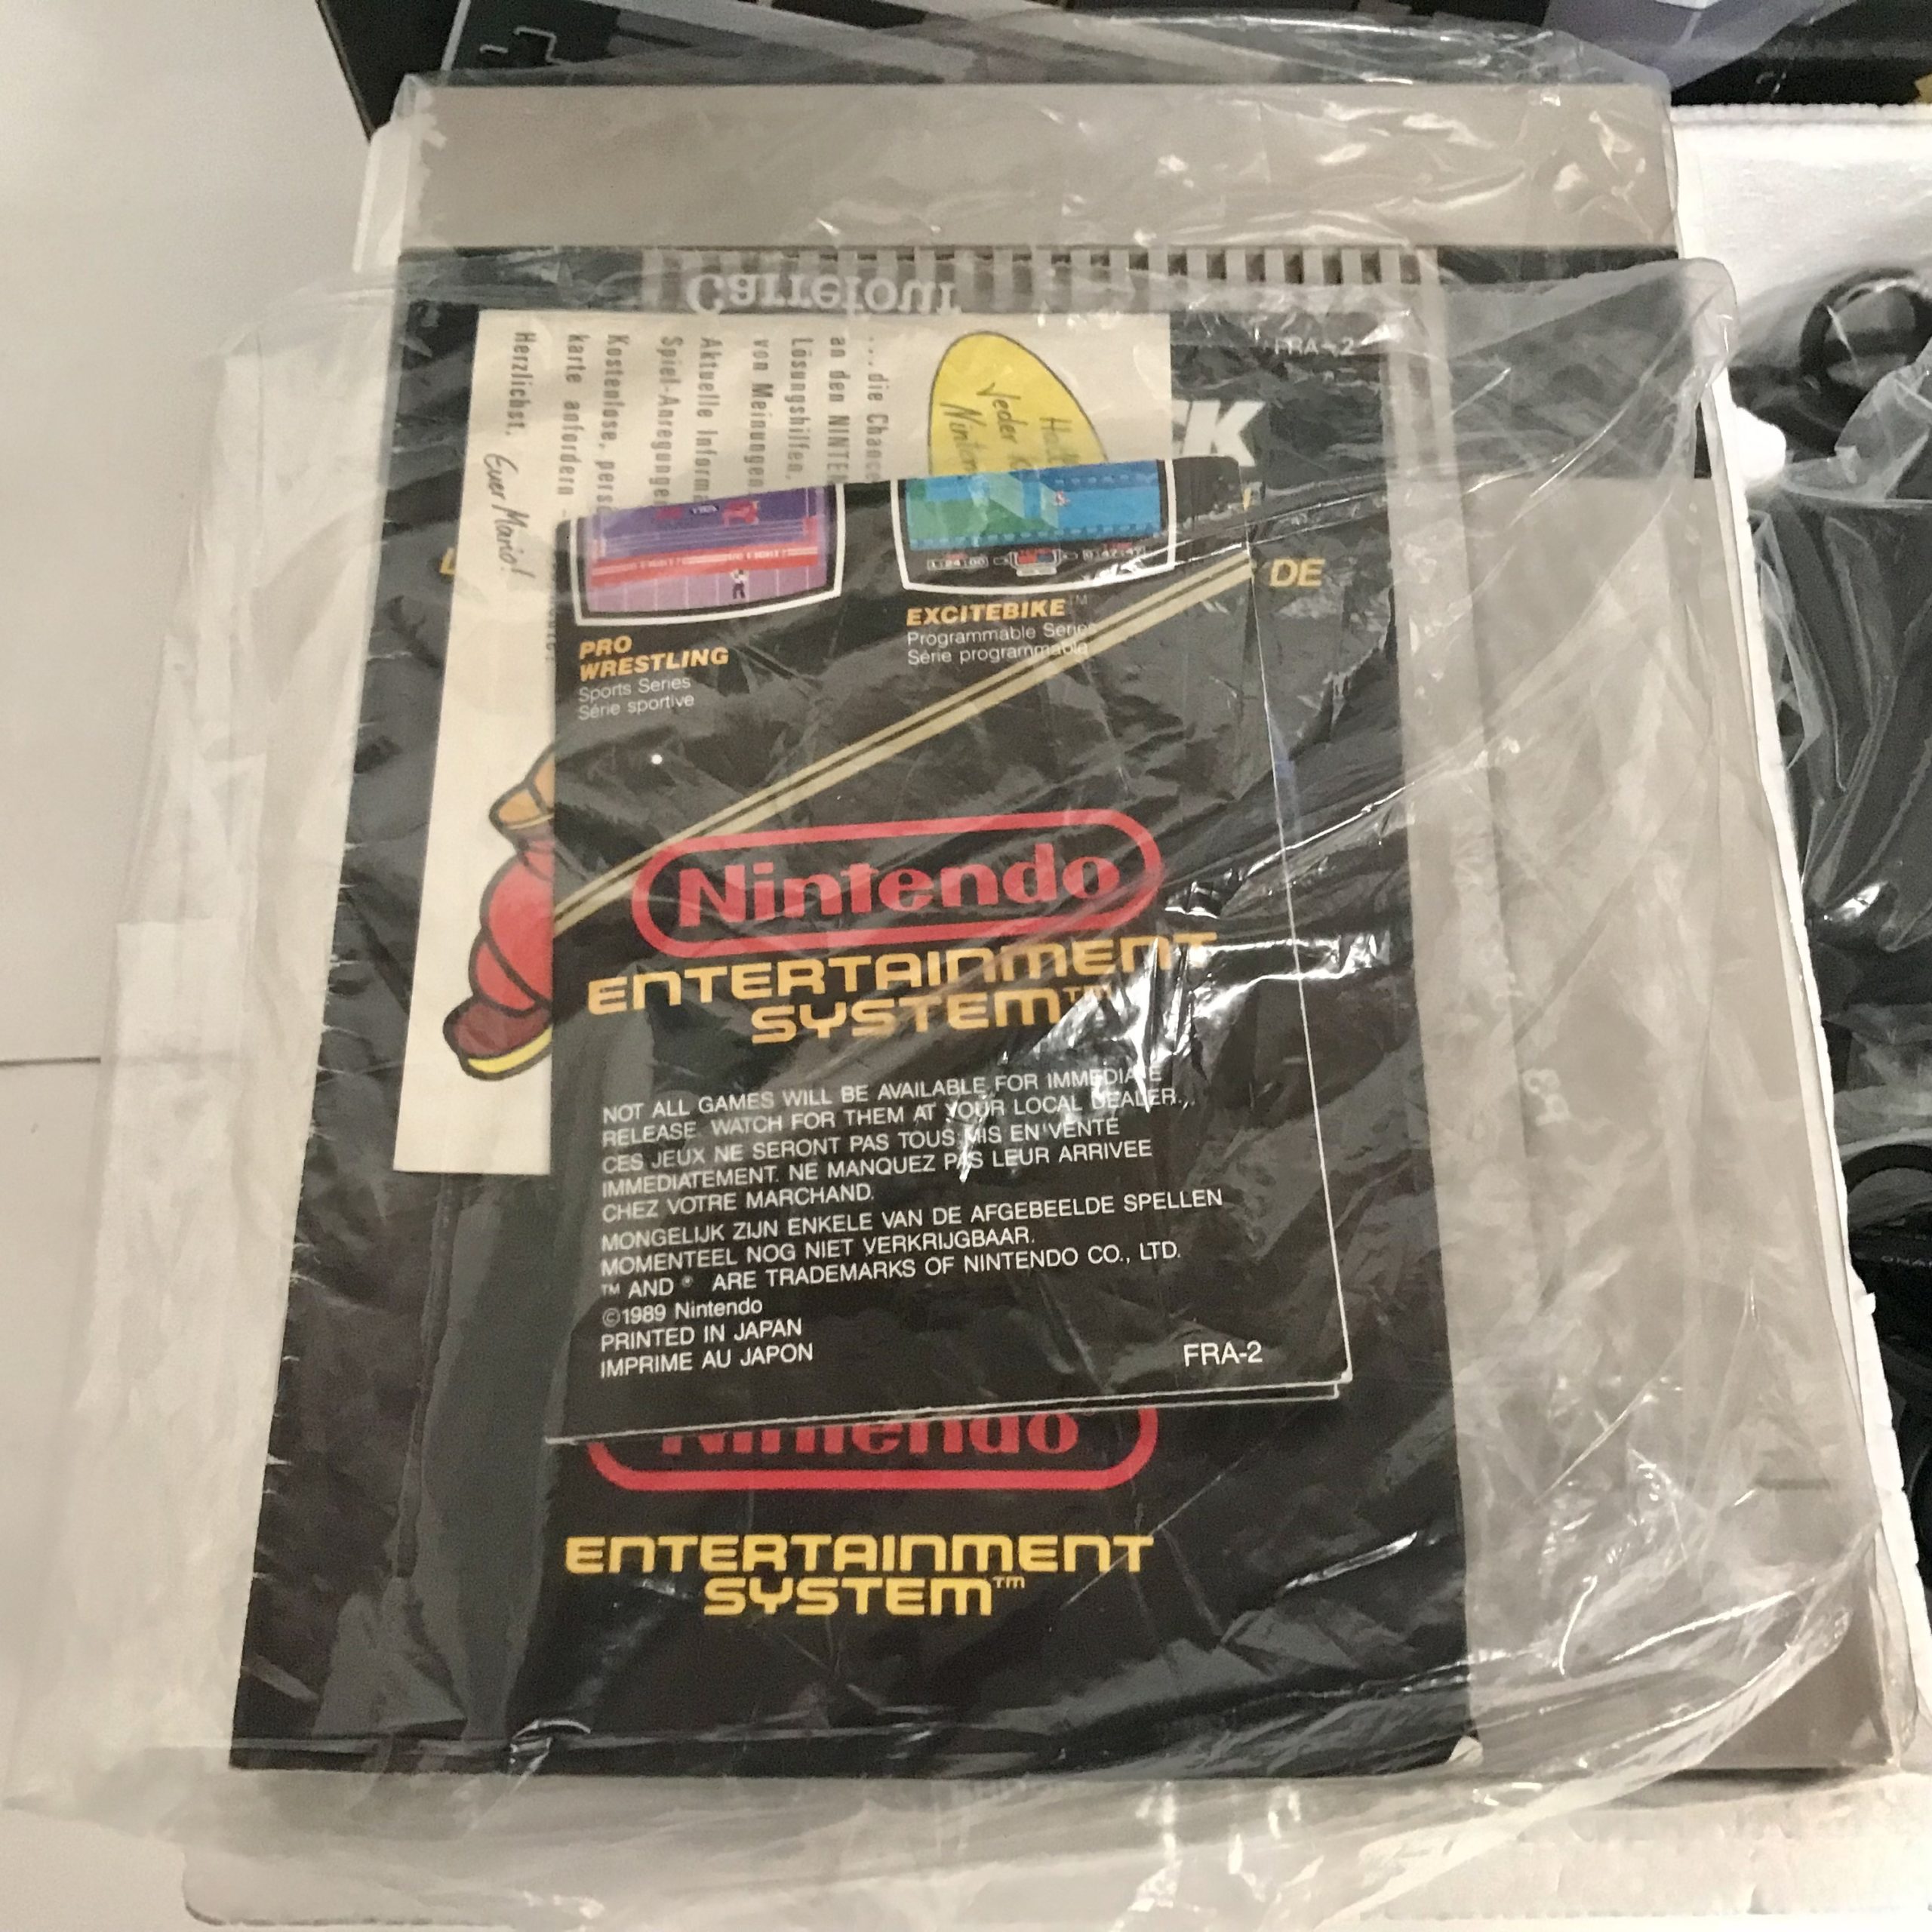 Carrefour
FRA-2
...die Chanc
an den NINTE
Lösungshilfen,
von Meinungen
Aktuelle Informa
Spiel-Anregunge
Kostenlose, pers
karte anfordern -
Herzlichst,
Euer Mario!
Jeder
DE
PRO
WRESTLING
Sports Series
Série sportive
EXCITEBIKE™
Programmable Series
Série programmable
Nintendo
ENTERTAINMENT
SYSTEM™
NOT ALL GAMES WILL BE AVAILABLE FOR IMMEDIATE
RELEASE. WATCH FOR THEM AT YOUR LOCAL DEALER...
CES JEUX NE SERONT PAS TOUS MIS EN VENTE
IMMEDIATEMENT. NE MANQUEZ PAS LEUR ARRIVEE
CHEZ VOTRE MARCHAND.
MONGELIJK ZIJN ENKELE VAN DE AFGEBEELDE SPELLEN
MOMENTEEL NOG NIET VERKRIJGBAAR.
™ AND ® ARE TRADEMARKS OF NINTENDO CO., LTD.
©1989 Nintendo
PRINTED IN JAPAN
IMPRIME AU JAPON
FRA-2
Nintendo
ENTERTAINMENT
SYSTEM™